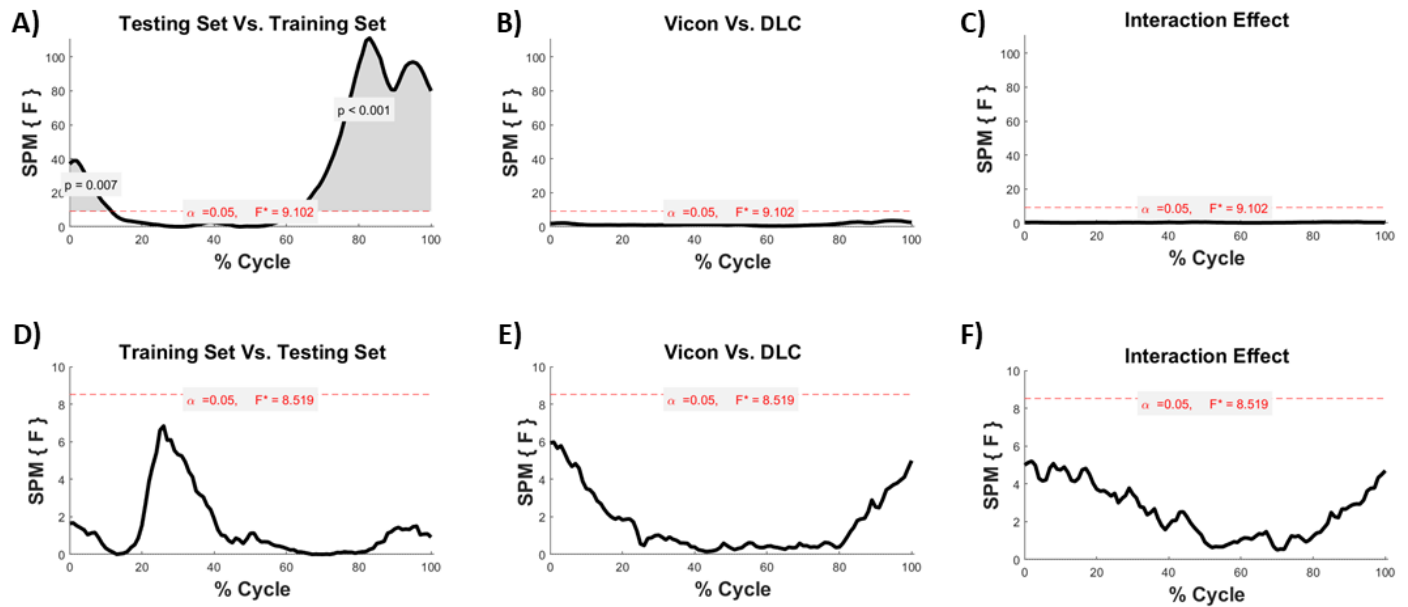 A)
Testing Set Vs. Training Set
100
80
60
40
20
0
SPM { F }
p = 0.007
p < 0.001
α =0.05, F* = 9.102
0 20 40 60 80 100
% Cycle
B)
Vicon Vs. DLC
100
80
60
40
20
0
SPM { F }
α =0.05, F* = 9.102
0 20 40 60 80 100
% Cycle
C)
Interaction Effect
100
80
60
40
20
0
SPM { F }
α =0.05, F* = 9.102
0 20 40 60 80 100
% Cycle
D)
Training Set Vs. Testing Set
10
8
6
4
2
0
SPM { F }
α =0.05, F* = 8.519
0 20 40 60 80 100
% Cycle
E)
Vicon Vs. DLC
10
8
6
4
2
0
SPM { F }
α =0.05, F* = 8.519
0 20 40 60 80 100
% Cycle
F)
Interaction Effect
10
8
6
4
2
0
SPM { F }
α =0.05, F* = 8.519
0 20 40 60 80 100
% Cycle